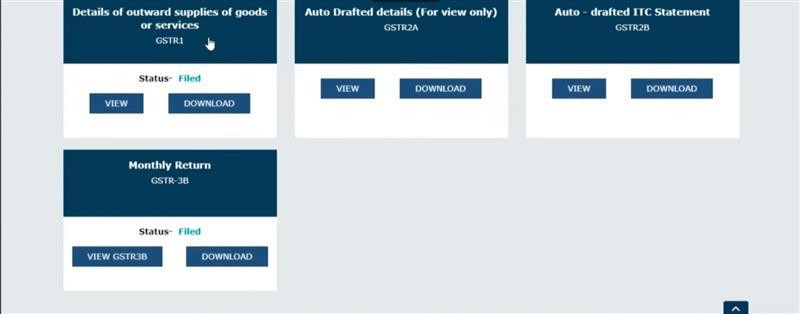 Details of outward supplies of goods
or services
GSTR1
Status- Filed
VIEW DOWNLOAD
Auto Drafted details (For view only)
GSTR2A
VIEW DOWNLOAD
Auto - drafted ITC Statement
GSTR2B
VIEW DOWNLOAD
Monthly Return
GSTR-3B
Status- Filed
VIEW GSTR3B DOWNLOAD